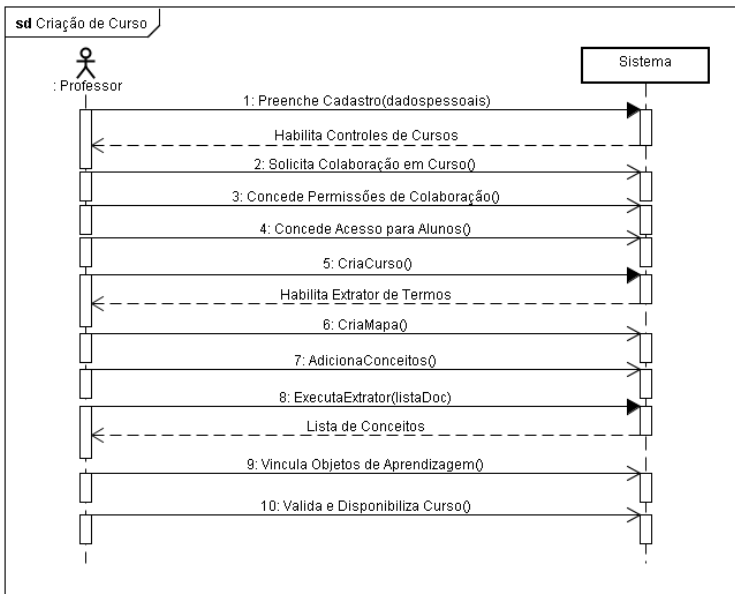 sd Criação de Curso
: Professor
Sistema
1: Preenche Cadastro(dadospessoais)
Habilita Controles de Cursos
2: Solicita Colaboração em Curso()
3: Concede Permissões de Colaboração()
4: Concede Acesso para Alunos()
5: CriaCurso()
Habilita Extrator de Termos
6: CriaMapa()
7: AdicionaConceitos()
8: ExecutaExtrator(listaDoc)
Lista de Conceitos
9: Vincula Objetos de Aprendizagem()
10: Valida e Disponibiliza Curso()